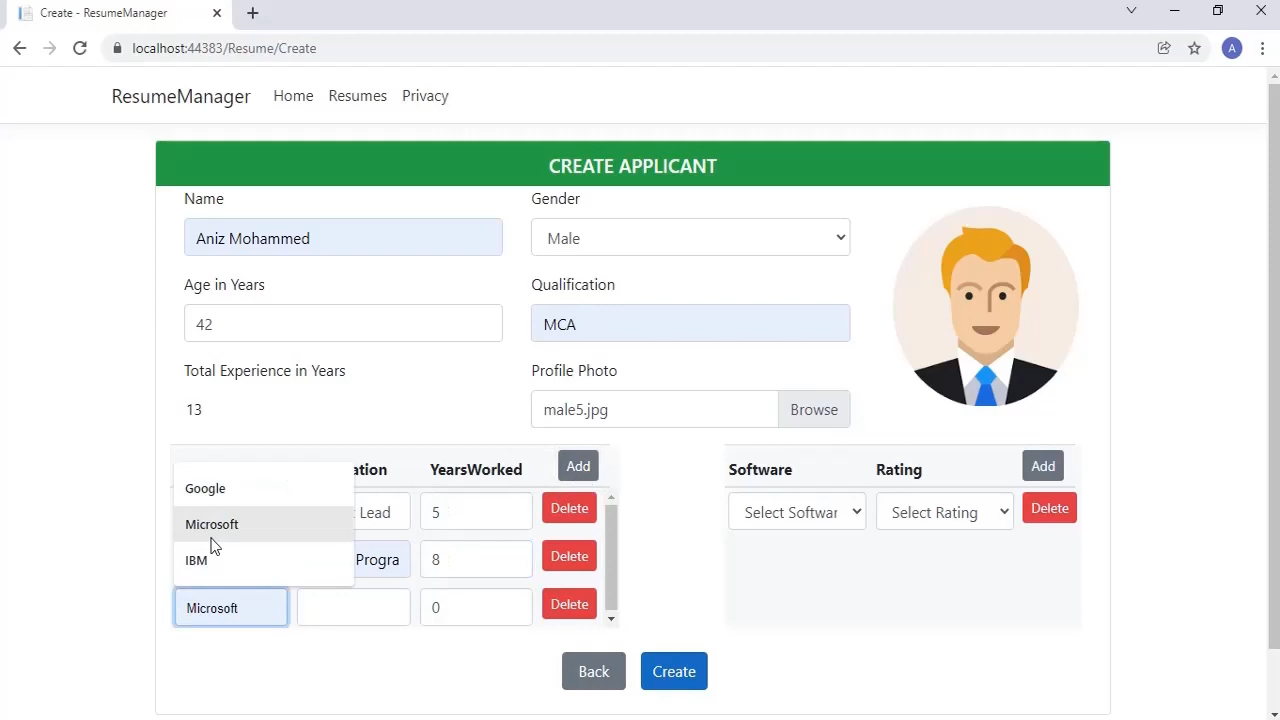 Create - ResumeManager
localhost:44383/Resume/Create
A
ResumeManager Home Resumes Privacy
CREATE APPLICANT
Name
Gender
Aniz Mohammed
Male
Age in Years
Qualification
42
MCA
Total Experience in Years
Profile Photo
13
male5.jpg Browse
ation YearsWorked Add
Software Rating Add
Google
Lead 5 Delete
Select Softwar Select Rating Delete
Microsoft
IBM
Progra 8 Delete
Microsoft 0 Delete
Back Create